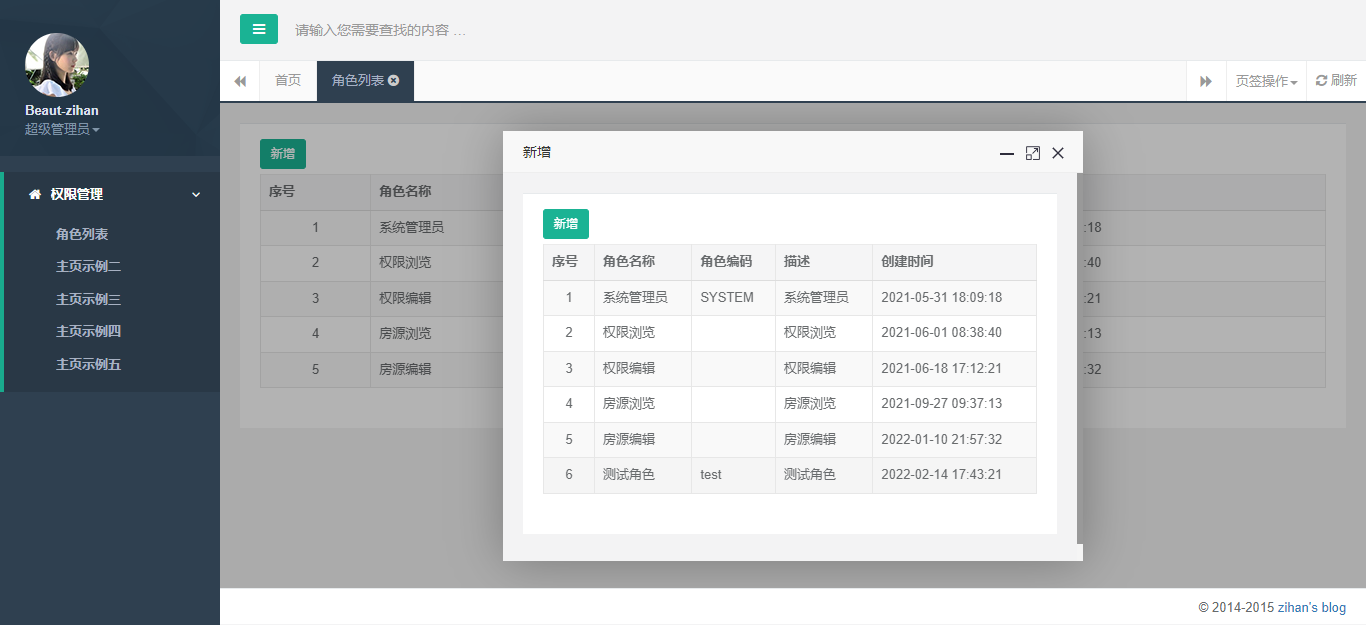 Beaut-zihan
超级管理员
权限管理
角色列表
主页示例二
主页示例三
主页示例四
主页示例五
请输入您需要查找的内容 …
首页 角色列表 页签操作 刷新
新增
序号 角色名称
1 系统管理员 :18
2 权限浏览 :40
3 权限编辑 :21
4 房源浏览 :13
5 房源编辑 :32
新增
新增
序号 角色名称 角色编码 描述 创建时间
1 系统管理员 SYSTEM 系统管理员 2021-05-31 18:09:18
2 权限浏览 权限浏览 2021-06-01 08:38:40
3 权限编辑 权限编辑 2021-06-18 17:12:21
4 房源浏览 房源浏览 2021-09-27 09:37:13
5 房源编辑 房源编辑 2022-01-10 21:57:32
6 测试角色 test 测试角色 2022-02-14 17:43:21
© 2014-2015 zihan's blog